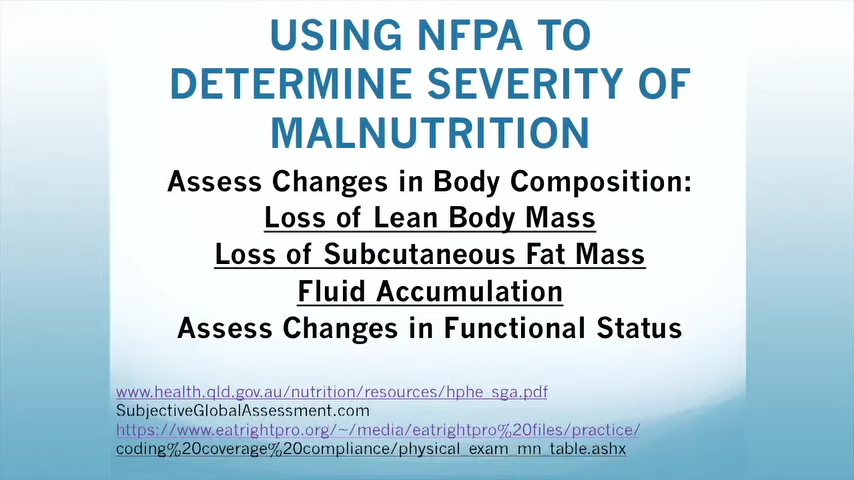 USING NFPA TO
DETERMINE SEVERITY OF
MALNUTRITION
Assess Changes in Body Composition:
Loss of Lean Body Mass
Loss of Subcutaneous Fat Mass
Fluid Accumulation
Assess Changes in Functional Status
www.health.qld.gov.au/nutrition/resources/hphe_sga.pdf
SubjectiveGlobalAssessment.com
https://www.eatrightpro.org/~/media/eatrightpro%20files/practice/
coding%20coverage%20compliance/physical_exam_mn_table.ashx